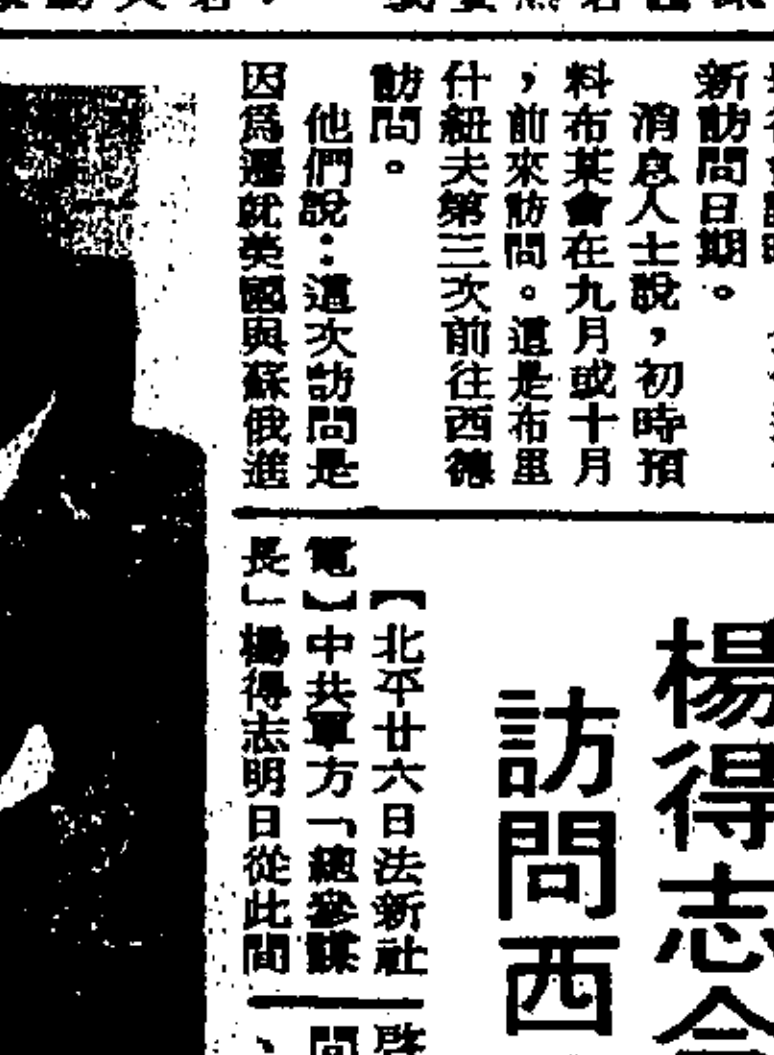 新訪問日期。
消息人士說，初時預
料布某會在九月或十月
，前來訪問。這是布里
什紐夫第三次前往西德
訪問。
他們說：這次訪問是
因爲遷就美國與蘇俄進
楊得志會
訪問西
【北平廿六日法新社
電】中共軍方「總參謀
長」楊得志明日從此間
啓
問
、